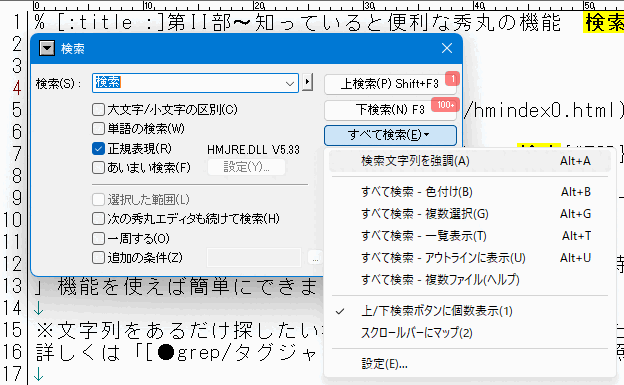 0 10 20 30 40 50
1 % [:title :]第II部～知っていると便利な秀丸の機能 検索
2
3
4
5 /hmindex0.html)
6
7
8
9
10
11
12
13 」機能を使えば簡単にできま
14 ↓
15 ※文字列をあるだけ探したい
16 詳しくは「[●grep/タグジャ
17 ↓
検索
検索(S): 検索
上検索(P) Shift+F3 1
下検索(N) F3 100+
すべて検索(E)
大文字/小文字の区別(C)
単語の検索(W)
正規表現(R) HMJRE.DLL V5.33
あいまい検索(F) 設定(Y)...
選択した範囲(L)
次の秀丸エディタも続けて検索(H)
一周する(O)
追加の条件(Z) ...
検索文字列を強調(A) Alt+A
すべて検索 - 色付け(B) Alt+B
すべて検索 - 複数選択(G) Alt+G
すべて検索 - 一覧表示(T) Alt+T
すべて検索 - アウトラインに表示(U) Alt+U
すべて検索 - 複数ファイル(ヘルプ)
✓ 上/下検索ボタンに個数表示(1)
スクロールバーにマップ(2)
設定(E)...